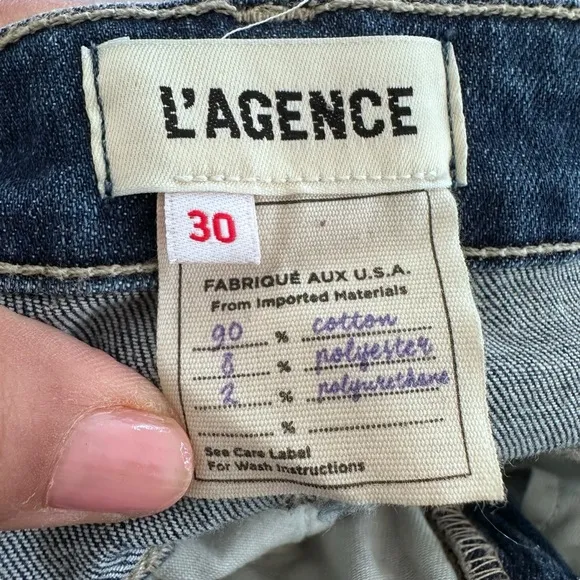 L'AGENCE
30
FABRIQUÉ AUX U.S.A.
From Imported Materials
90 % cotton
8 % polyester
2 % polyurethane
%
See Care Label
For Wash Instructions